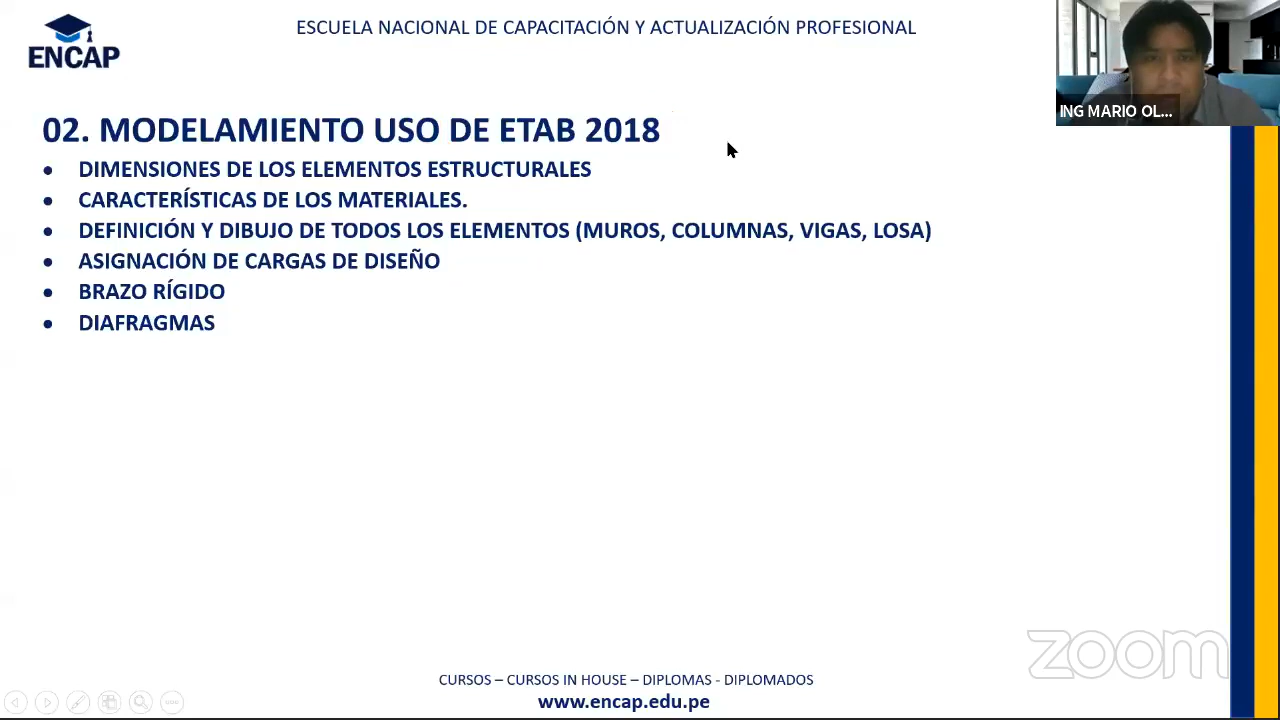 ESCUELA NACIONAL DE CAPACITACIÓN Y ACTUALIZACIÓN PROFESIONAL
ENCAP
ING MARIO OL...
02. MODELAMIENTO USO DE ETAB 2018
• DIMENSIONES DE LOS ELEMENTOS ESTRUCTURALES
• CARACTERÍSTICAS DE LOS MATERIALES.
• DEFINICIÓN Y DIBUJO DE TODOS LOS ELEMENTOS (MUROS, COLUMNAS, VIGAS, LOSA)
• ASIGNACIÓN DE CARGAS DE DISEÑO
• BRAZO RÍGIDO
• DIAFRAGMAS
zoom
CURSOS – CURSOS IN HOUSE – DIPLOMAS - DIPLOMADOS
www.encap.edu.pe